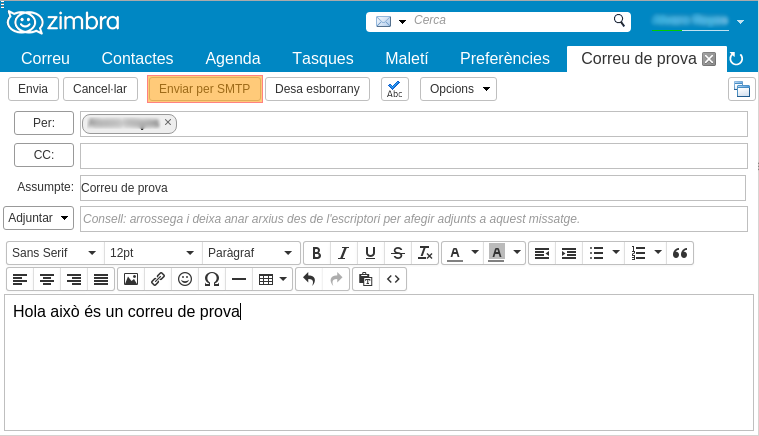 zimbra
Cerca
Correu Contactes Agenda Tasques Maletí Preferències Correu de prova
Envia Cancel·lar Enviar per SMTP Desa esborrany Abc Opcions
Per:
CC:
Assumpte: Correu de prova
Adjuntar Consell: arrossega i deixa anar arxius des de l'escriptori per afegir adjunts a aquest missatge.
Sans Serif 12pt Paràgraf B I U S Tx A A
Hola això és un correu de prova